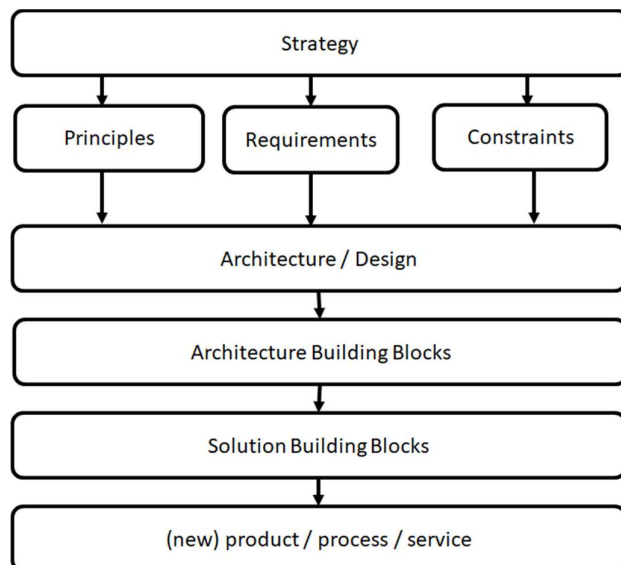 Strategy
Principles
Requirements
Constraints
Architecture / Design
Architecture Building Blocks
Solution Building Blocks
(new) product / process / service